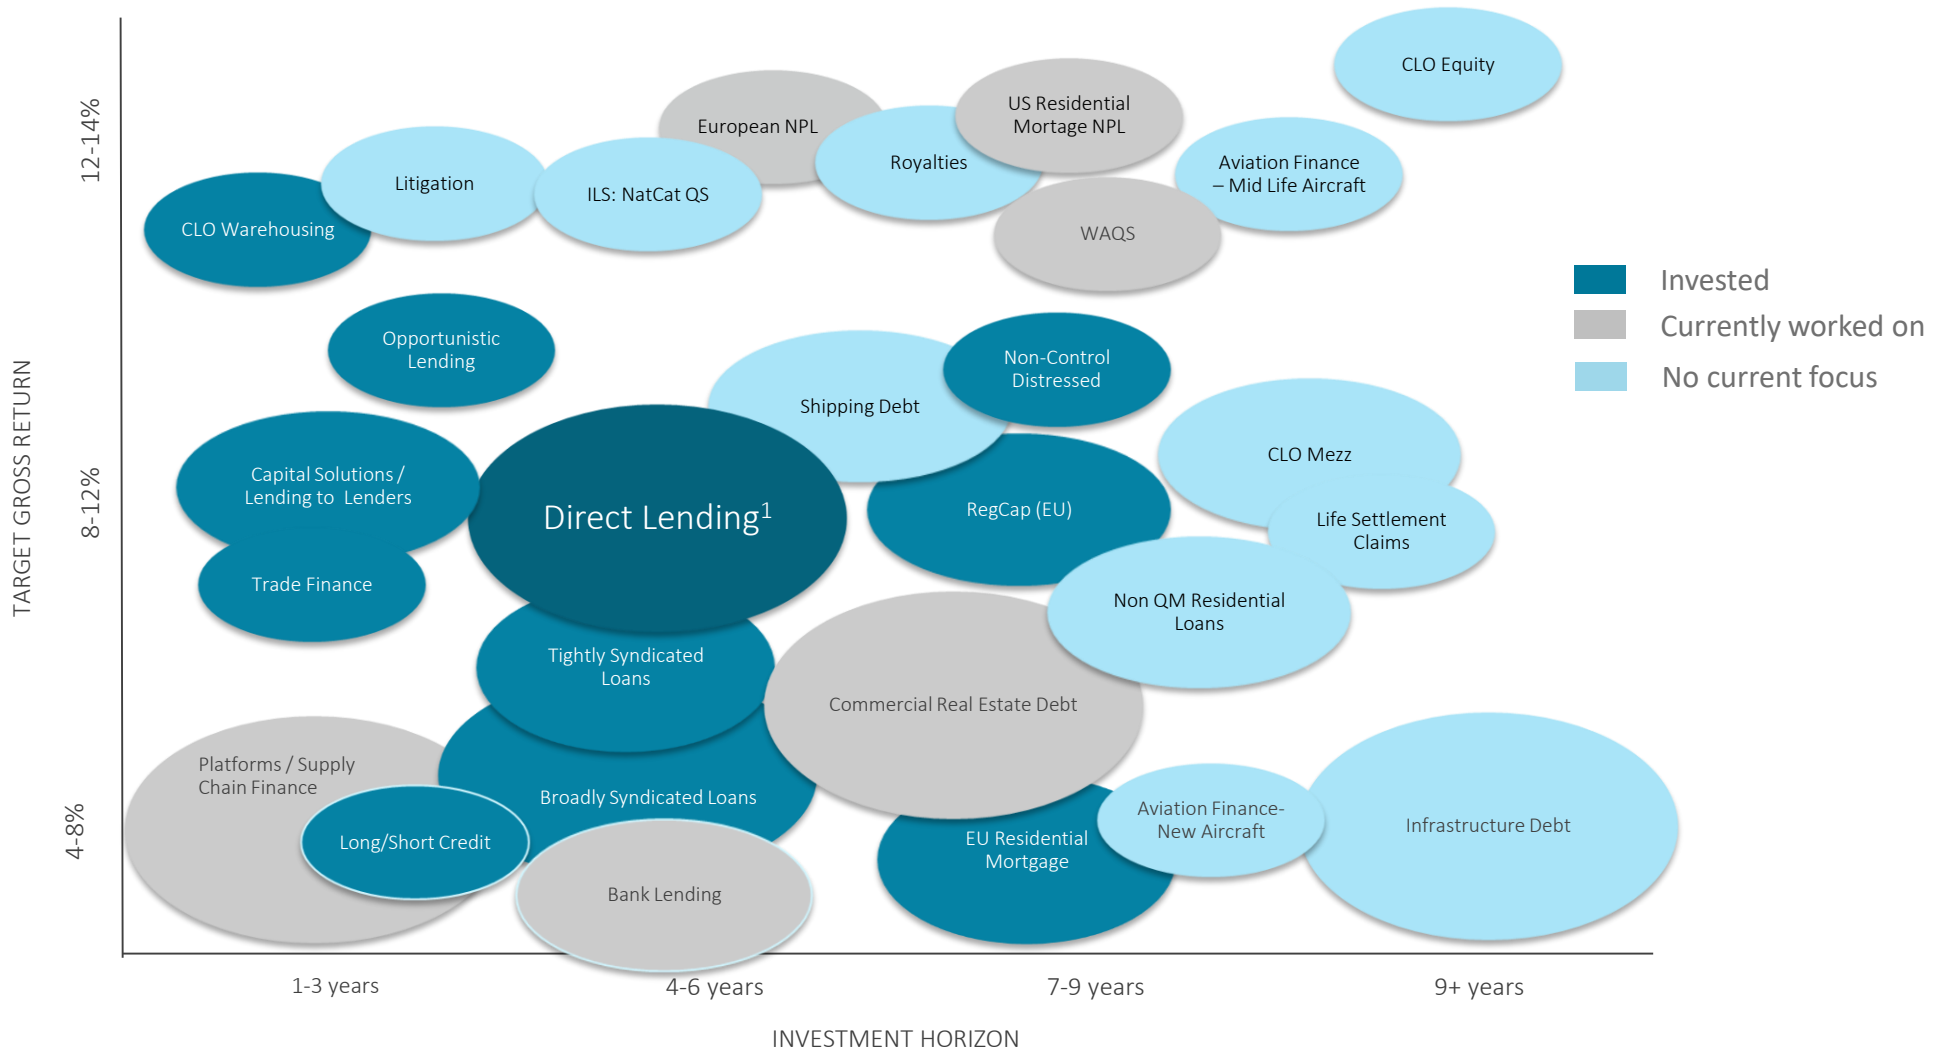 CLO Equity
US Residential
Mortage NPL
European NPL
Royalties
Aviation Finance
– Mid Life Aircraft
Litigation
ILS: NatCat QS
CLO Warehousing
WAQS
12-14%
Invested
Currently worked on
No current focus
Opportunistic
Lending
Non-Control
Distressed
Shipping Debt
CLO Mezz
Capital Solutions /
Lending to Lenders
Direct Lending¹
RegCap (EU)
Life Settlement
Claims
TARGET GROSS RETURN
8-12%
Trade Finance
Non QM Residential
Loans
Tightly Syndicated
Loans
Commercial Real Estate Debt
Platforms / Supply
Chain Finance
Broadly Syndicated Loans
Aviation Finance-
New Aircraft
Infrastructure Debt
4-8%
Long/Short Credit
EU Residential
Mortgage
Bank Lending
1-3 years
4-6 years
7-9 years
9+ years
INVESTMENT HORIZON